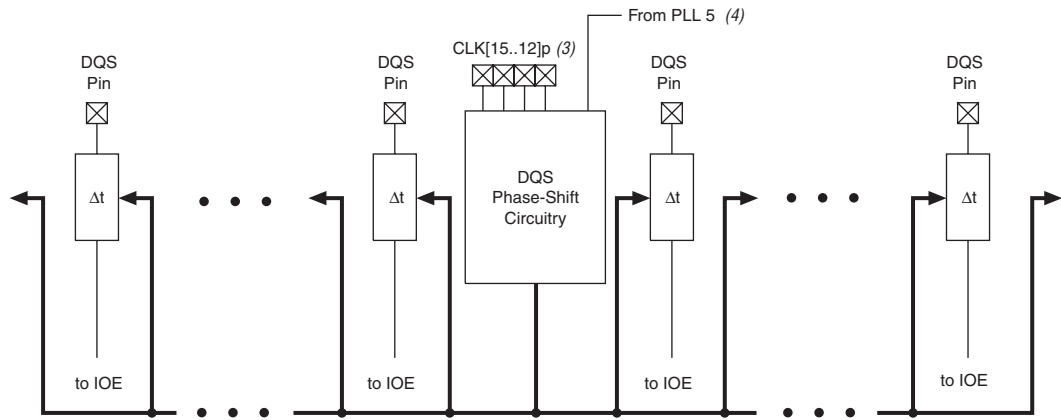 From PLL 5 (4)
CLK[15..12]p (3)
DQS
Pin
DQS
Pin
DQS
Pin
DQS
Pin
Δt
Δt
DQS
Phase-Shift
Circuitry
Δt
Δt
to IOE
to IOE
to IOE
to IOE